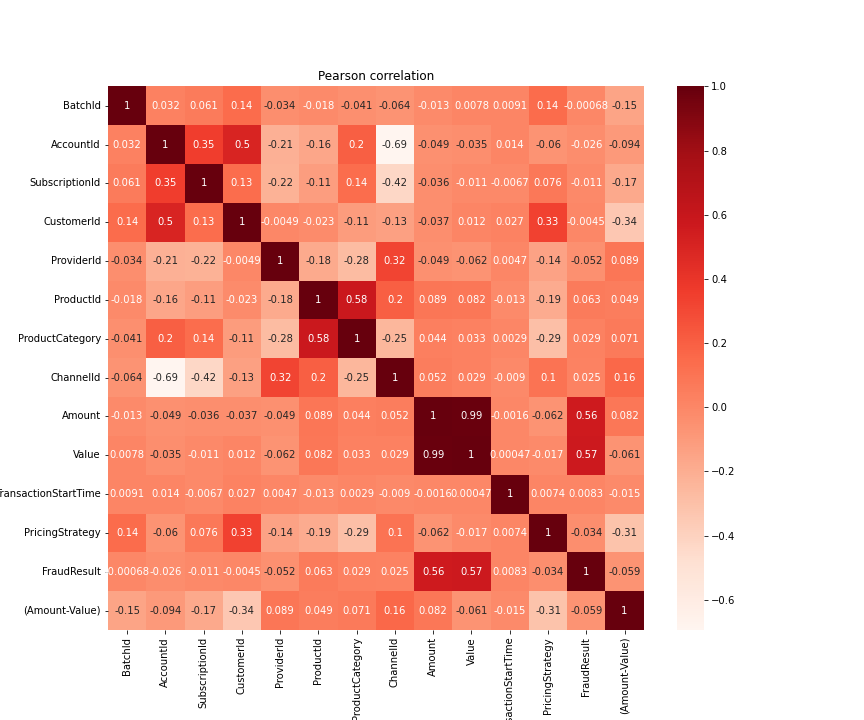 Pearson correlation
BatchId 1 0.032 0.061 0.14 -0.034 -0.018 -0.041 -0.064 -0.013 0.0078 0.0091 0.14 -0.00068 -0.15 1.0
AccountId 0.032 1 0.35 0.5 -0.21 -0.16 0.2 -0.69 -0.049 -0.035 0.014 -0.06 -0.026 -0.094 0.8
SubscriptionId 0.061 0.35 1 0.13 -0.22 -0.11 0.14 -0.42 -0.036 -0.011 -0.0067 0.076 -0.011 -0.17 0.6
CustomerId 0.14 0.5 0.13 1 -0.0049 -0.023 -0.11 -0.13 -0.037 0.012 0.027 0.33 -0.0045 -0.34
ProviderId -0.034 -0.21 -0.22 -0.0049 1 -0.18 -0.28 0.32 -0.049 -0.062 0.0047 -0.14 -0.052 0.089 0.4
ProductId -0.018 -0.16 -0.11 -0.023 -0.18 1 0.58 0.2 0.089 0.082 -0.013 -0.19 0.063 0.049 0.2
ProductCategory -0.041 0.2 0.14 -0.11 -0.28 0.58 1 -0.25 0.044 0.033 0.0029 -0.29 0.029 0.071
ChannelId -0.064 -0.69 -0.42 -0.13 0.32 0.2 -0.25 1 0.052 0.029 -0.009 0.1 0.025 0.16
Amount -0.013 -0.049 -0.036 -0.037 -0.049 0.089 0.044 0.052 1 0.99 -0.0016 -0.062 0.56 0.082 0.0
Value 0.0078 -0.035 -0.011 0.012 -0.062 0.082 0.033 0.029 0.99 1 0.00047 -0.017 0.57 -0.061 −0.2
ransactionStartTime 0.0091 0.014 -0.0067 0.027 0.0047 -0.013 0.0029 -0.009 -0.0016 0.00047 1 0.0074 0.0083 -0.015
PricingStrategy 0.14 -0.06 0.076 0.33 -0.14 -0.19 -0.29 0.1 -0.062 -0.017 0.0074 1 -0.034 -0.31 −0.4
FraudResult -0.00068 -0.026 -0.011 -0.0045 -0.052 0.063 0.029 0.025 0.56 0.57 0.0083 -0.034 1 -0.059
(Amount-Value) -0.15 -0.094 -0.17 -0.34 0.089 0.049 0.071 0.16 0.082 -0.061 -0.015 -0.31 -0.059 1 −0.6
BatchId
AccountId
SubscriptionId
CustomerId
ProviderId
ProductId
ProductCategory
ChannelId
Amount
Value
sactionStartTime
PricingStrategy
FraudResult
(Amount-Value)